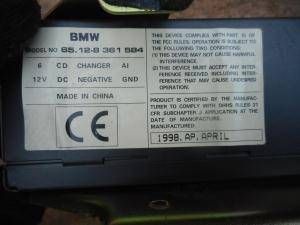 BMW
MODEL NO 65.12-8 361 584
6 CD CHANGER AI
12V DC NEGATIVE GND
MADE IN CHINA
CE
THIS DEVICE COMPLIES WITH PART 15 OF
THE FCC RULES, OPERATION IS SUBJECT TO
THE FOLLOWING TWO CONDITIONS
(1) THIS DEVICE MAY NOT CAUSE HARMFUL
INTERFERENCE.
(2) THIS DEVICE MUST ACCEPT ANY INTER-
FERENCE RECEIVED INCLUDING INTER-
FERENCE THAT MAY CAUSE UNDESIRED
OPERATION.
PRODUCT IS CERTIFIED BY THE MANUFAC-
TURER TO COMPLY WITH DHHS RULES 21
CFR SUBCHAPTER J APPLICATION AT THE
DATE OF MANUFACTURE.
MANUFACTURED.
1998.AP.APRIL